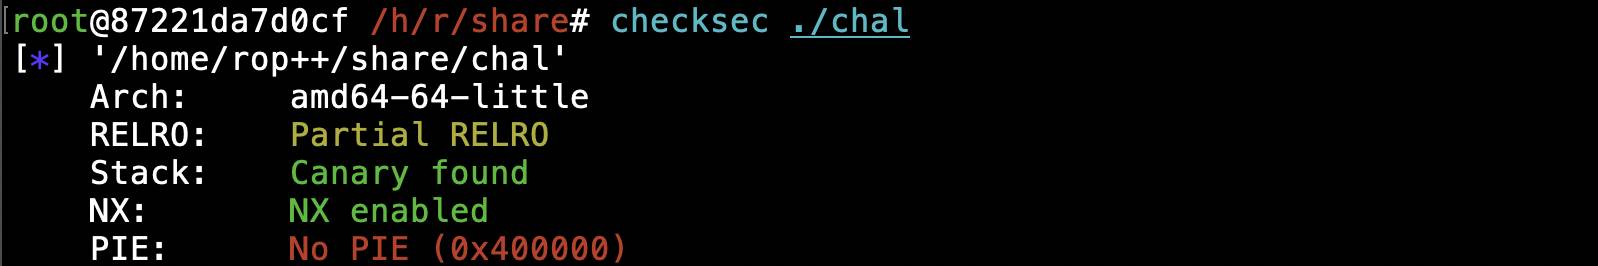 root@87221da7d0cf /h/r/share# checksec ./chal
[*] '/home/rop++/share/chal'
Arch: amd64-64-little
RELRO: Partial RELRO
Stack: Canary found
NX: NX enabled
PIE: No PIE (0x400000)